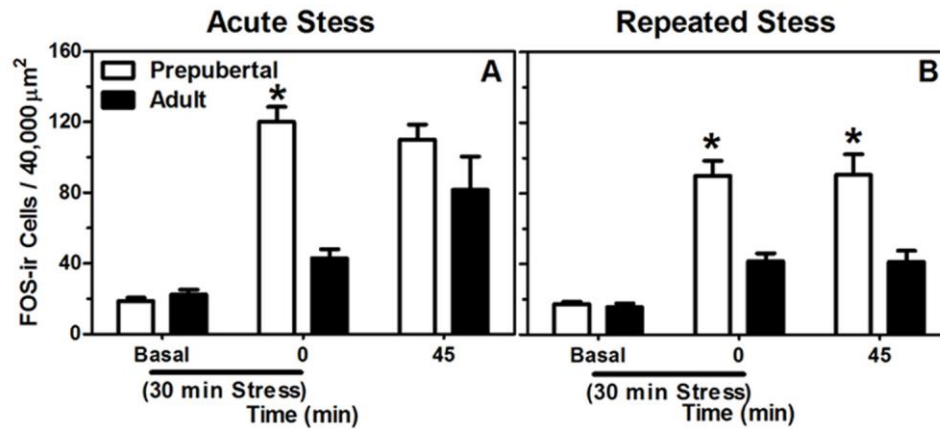 Acute Stess
Repeated Stess
FOS-ir Cells / 40,000 µm²
160
120
80
40
0
Prepubertal
Adult
A
*
Basal
0
45
(30 min Stress)
Time (min)
B
*
*
Basal
0
45
(30 min Stress)
Time (min)